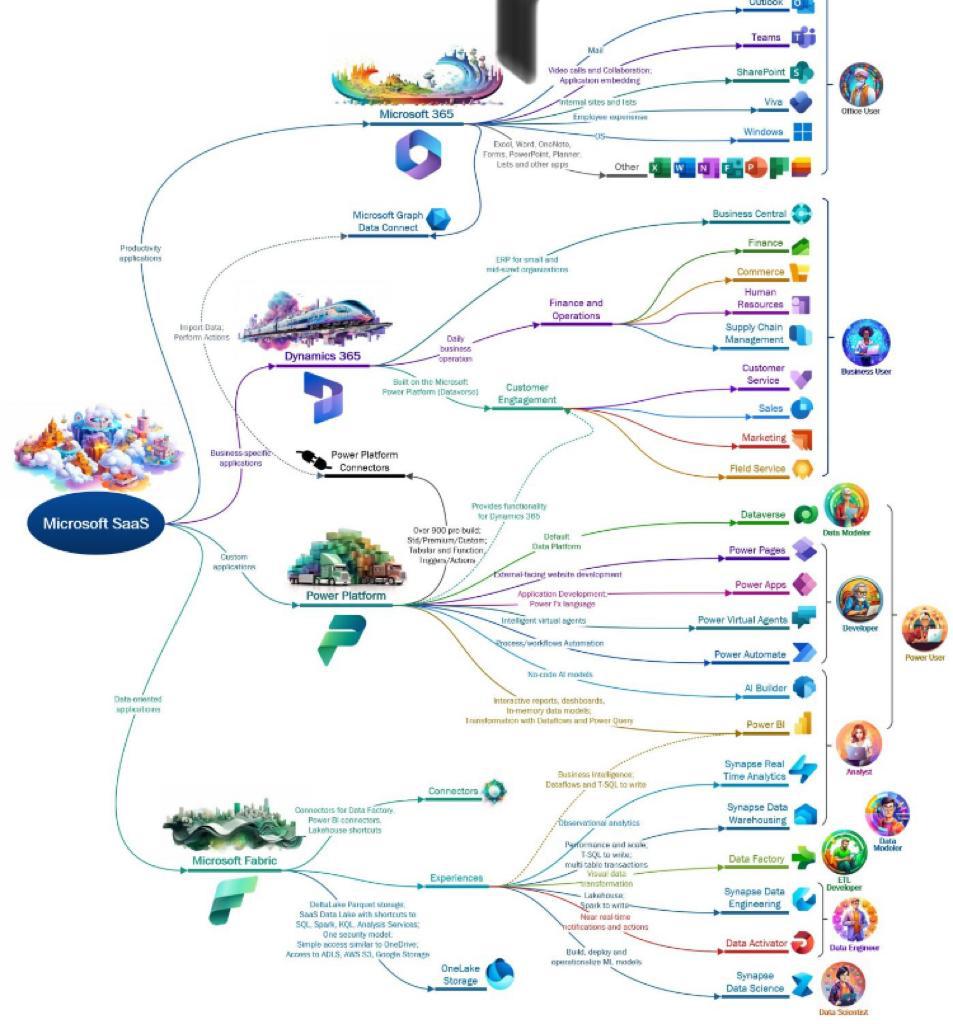 Outlook
Mail
Teams
Video calls and Collaboration;
Application embedding
SharePoint
Internal sites and lists
Viva
Employee experience
Windows
OS
Office User
Microsoft 365
Excel, Word, OneNote,
Forms, PowerPoint, Planner,
Lists and other apps
Other
Microsoft Graph
Data Connect
Business Central
Productivity
applications
ERP for small and
mid-sized organizations
Finance
Commerce
Human
Resources
Finance and
Operations
Import Data;
Perform Actions
Supply Chain
Management
Daily
business
operation
Dynamics 365
Business User
Customer
Service
Built on the Microsoft
Power Platform (Dataverse)
Customer
Engtagement
Sales
Marketing
Business-specific
applications
Power Platform
Connectors
Field Service
Microsoft SaaS
Provides functionality
for Dynamics 365
Dataverse
Data Modeler
Over 900 pro build;
Std/Premium/Custom;
Tabular and Function,
Triggers/Actions
Default
Data Platform
Power Pages
Custom
applications
External-facing website development
Power Apps
Application Development;
Power Fx language
Power Platform
Power Virtual Agents
Intelligent virtual agents
Developer
Process/workflows Automation
Power Automate
Power User
No-code AI models
AI Builder
Data-oriented
applications
Interactive reports, dashboards,
In-memory data models;
Transformation with Dataflows and Power Query
Power BI
Analyst
Synapse Real
Time Analytics
Business Intelligence;
Dataflows and T-SQL to write
Connectors
Connectors for Data Factory,
Power BI connectors,
Lakehouse shortcuts
Synapse Data
Warehousing
Observational analytics
Data
Modeler
Performance and scale;
T-SQL to write;
multi table transactions
Microsoft Fabric
Data Factory
Visual data
transformation
ETL
Developer
Experiences
Lakehouse;
Spark to write
Synapse Data
Engineering
DeltaLake Parquet storage;
SaaS Data Lake with shortcuts to
SQL, Spark, KQL, Analysis Services;
One security model;
Simple access similar to OneDrive;
Access to ADLS, AWS S3, Google Storage
Near real-time
notifications and actions
Data Activator
Data Engineer
Build, deploy and
operationalize ML models
OneLake
Storage
Synapse
Data Science
Data Scientist